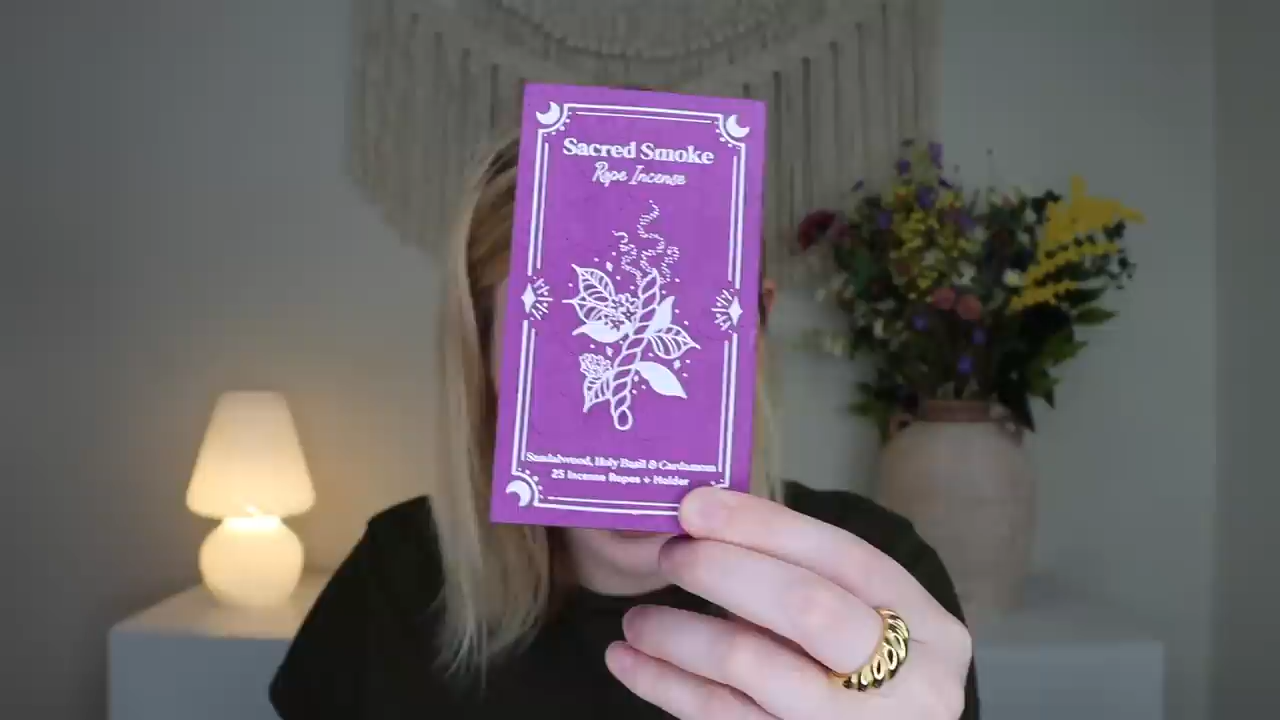 Sacred Smoke
Rope Incense
Sandalwood, Holy Basil & Cardamom
25 Incense Ropes + Holder